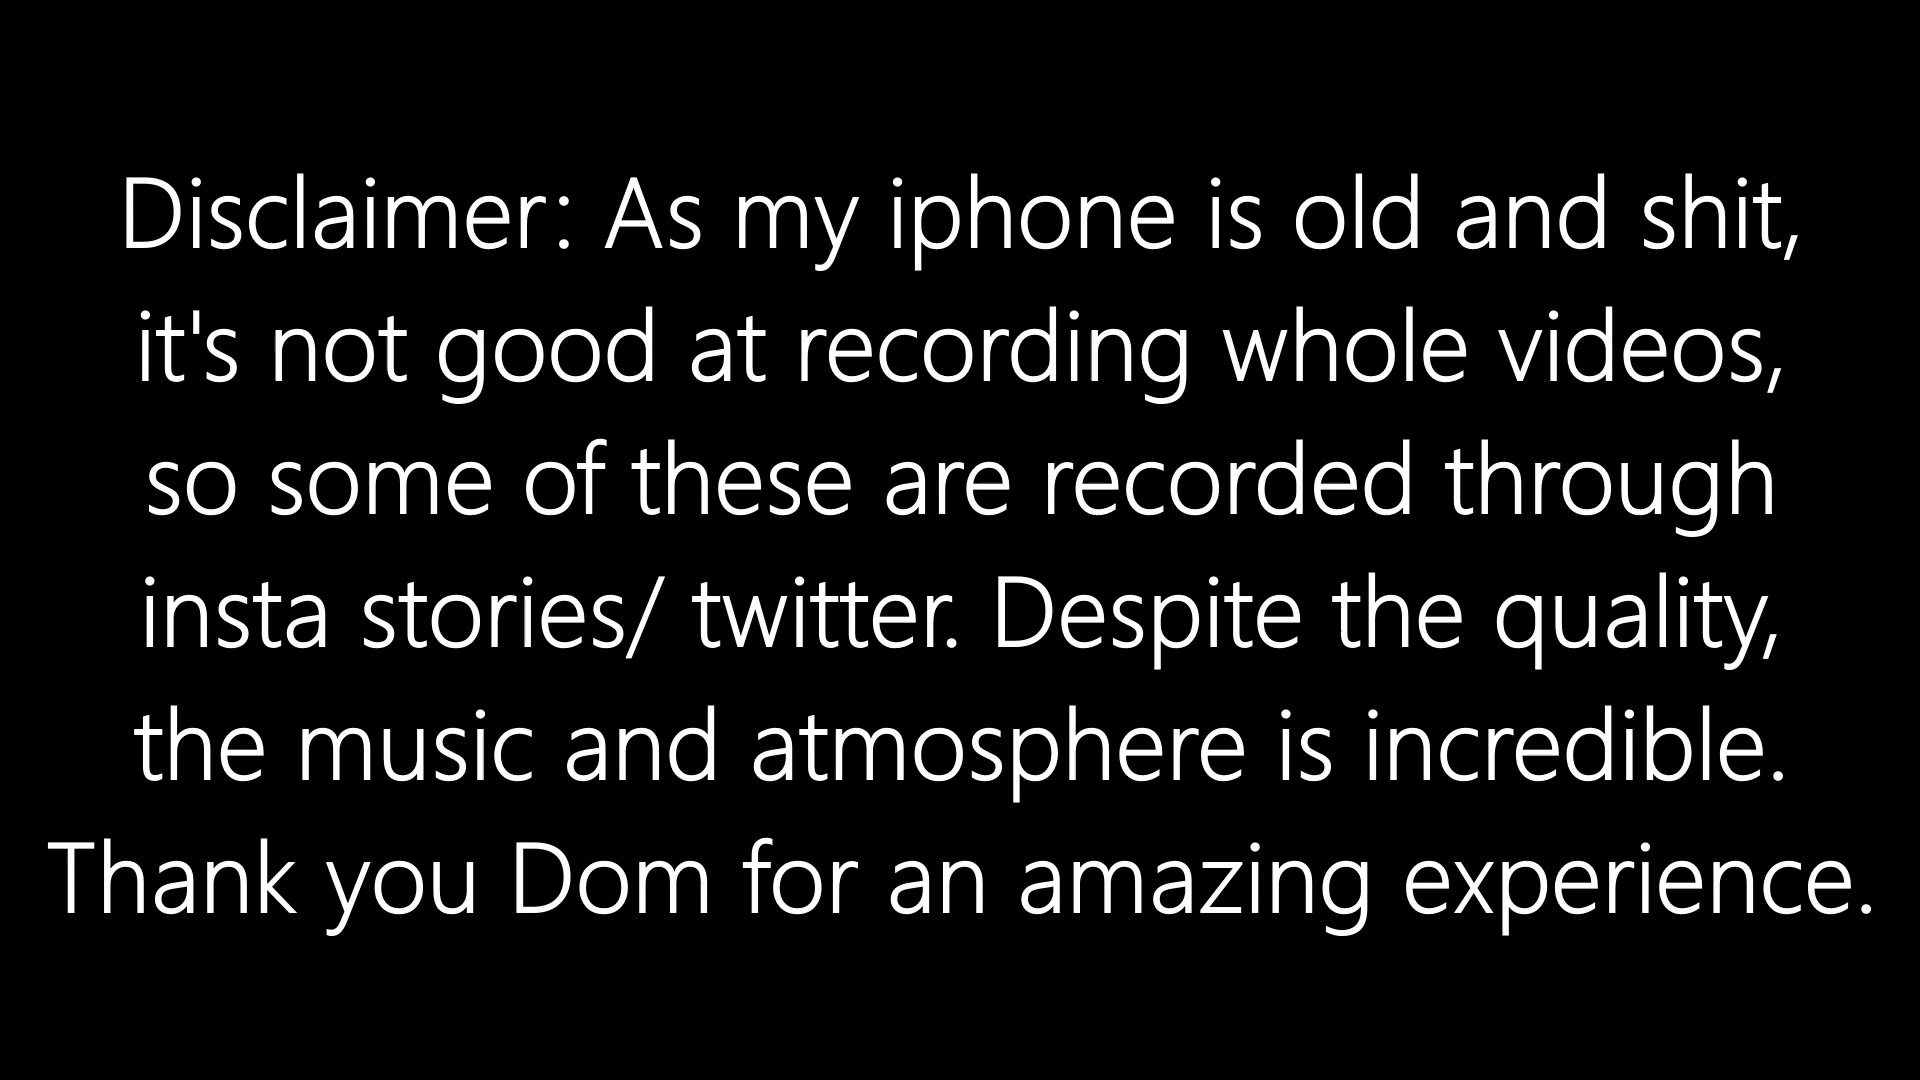 Disclaimer: As my iphone is old and shit,
it's not good at recording whole videos,
so some of these are recorded through
insta stories/ twitter. Despite the quality,
the music and atmosphere is incredible.
Thank you Dom for an amazing experience.